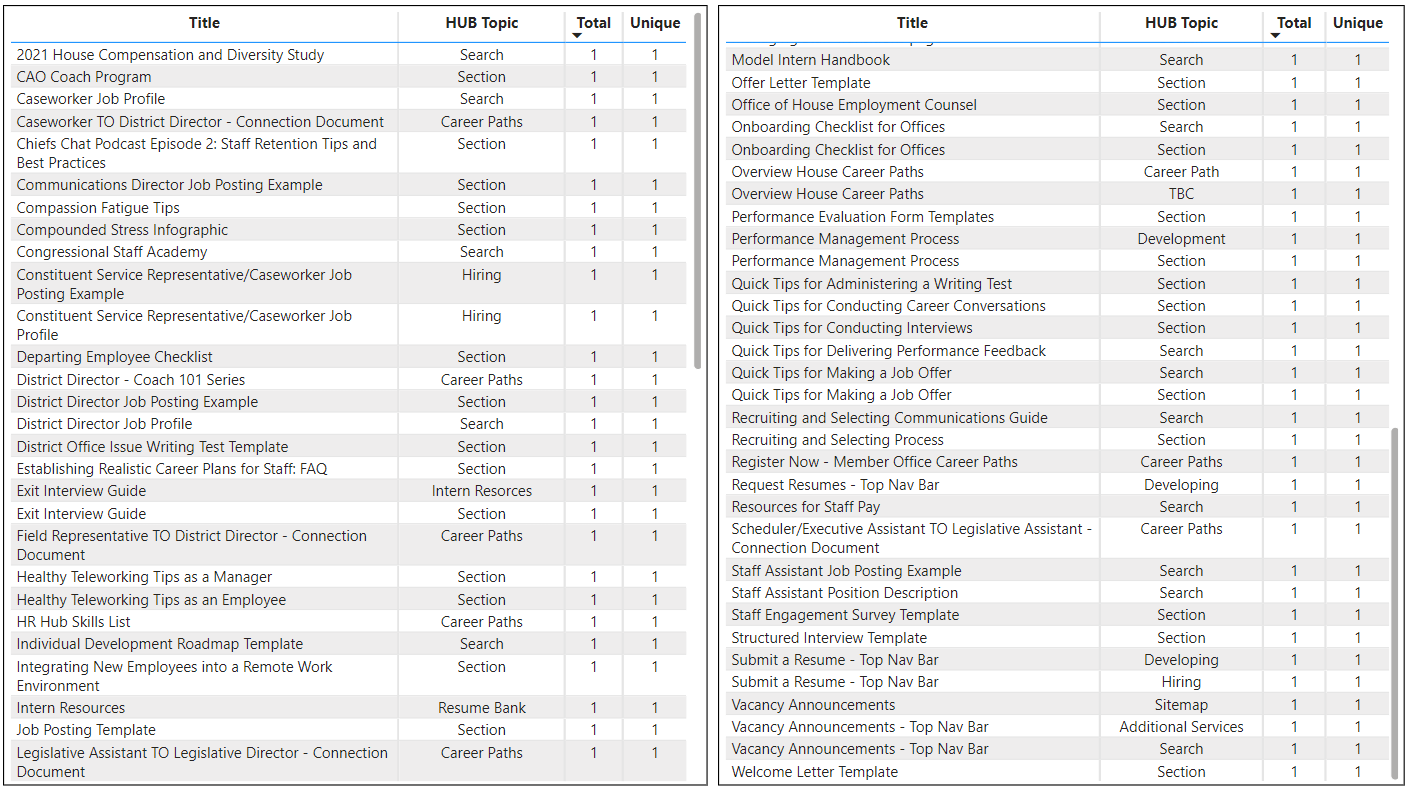 Title HUB Topic Total Unique
2021 House Compensation and Diversity Study Search 1 1
CAO Coach Program Section 1 1
Caseworker Job Profile Search 1 1
Caseworker TO District Director - Connection Document Career Paths 1 1
Chiefs Chat Podcast Episode 2: Staff Retention Tips and Section 1 1
Best Practices
Communications Director Job Posting Example Section 1 1
Compassion Fatigue Tips Section 1 1
Compounded Stress Infographic Section 1 1
Congressional Staff Academy Search 1 1
Constituent Service Representative/Caseworker Job Hiring 1 1
Posting Example
Constituent Service Representative/Caseworker Job Hiring 1 1
Profile
Departing Employee Checklist Section 1 1
District Director - Coach 101 Series Career Paths 1 1
District Director Job Posting Example Section 1 1
District Director Job Profile Search 1 1
District Office Issue Writing Test Template Section 1 1
Establishing Realistic Career Plans for Staff: FAQ Section 1 1
Exit Interview Guide Intern Resorces 1 1
Exit Interview Guide Section 1 1
Field Representative TO District Director - Connection Career Paths 1 1
Document
Healthy Teleworking Tips as a Manager Section 1 1
Healthy Teleworking Tips as an Employee Section 1 1
HR Hub Skills List Career Paths 1 1
Individual Development Roadmap Template Search 1 1
Integrating New Employees into a Remote Work Section 1 1
Environment
Intern Resources Resume Bank 1 1
Job Posting Template Section 1 1
Legislative Assistant TO Legislative Director - Connection Career Paths 1 1
Document
Title HUB Topic Total Unique
Model Intern Handbook Search 1 1
Offer Letter Template Section 1 1
Office of House Employment Counsel Section 1 1
Onboarding Checklist for Offices Search 1 1
Onboarding Checklist for Offices Section 1 1
Overview House Career Paths Career Path 1 1
Overview House Career Paths TBC 1 1
Performance Evaluation Form Templates Section 1 1
Performance Management Process Development 1 1
Performance Management Process Section 1 1
Quick Tips for Administering a Writing Test Section 1 1
Quick Tips for Conducting Career Conversations Section 1 1
Quick Tips for Conducting Interviews Section 1 1
Quick Tips for Delivering Performance Feedback Search 1 1
Quick Tips for Making a Job Offer Search 1 1
Quick Tips for Making a Job Offer Section 1 1
Recruiting and Selecting Communications Guide Search 1 1
Recruiting and Selecting Process Section 1 1
Register Now - Member Office Career Paths Career Paths 1 1
Request Resumes - Top Nav Bar Developing 1 1
Resources for Staff Pay Search 1 1
Scheduler/Executive Assistant TO Legislative Assistant - Career Paths 1 1
Connection Document
Staff Assistant Job Posting Example Search 1 1
Staff Assistant Position Description Search 1 1
Staff Engagement Survey Template Section 1 1
Structured Interview Template Section 1 1
Submit a Resume - Top Nav Bar Developing 1 1
Submit a Resume - Top Nav Bar Hiring 1 1
Vacancy Announcements Sitemap 1 1
Vacancy Announcements - Top Nav Bar Additional Services 1 1
Vacancy Announcements - Top Nav Bar Search 1 1
Welcome Letter Template Section 1 1